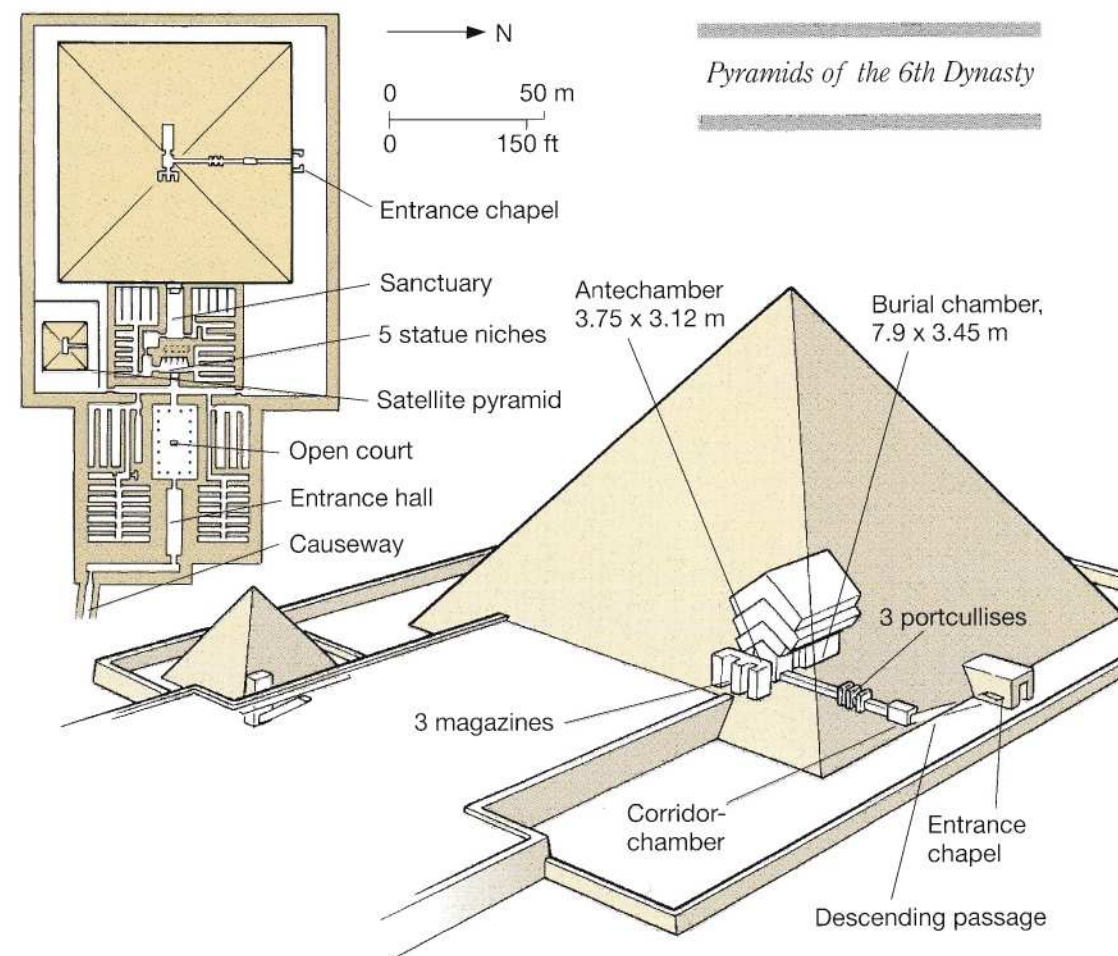 N
0 50 m
0 150 ft
Pyramids of the 6th Dynasty
Entrance chapel
Sanctuary
5 statue niches
Satellite pyramid
Open court
Entrance hall
Causeway
Antechamber
3.75 x 3.12 m
Burial chamber,
7.9 x 3.45 m
3 portcullises
3 magazines
Corridor-
chamber
Entrance
chapel
Descending passage